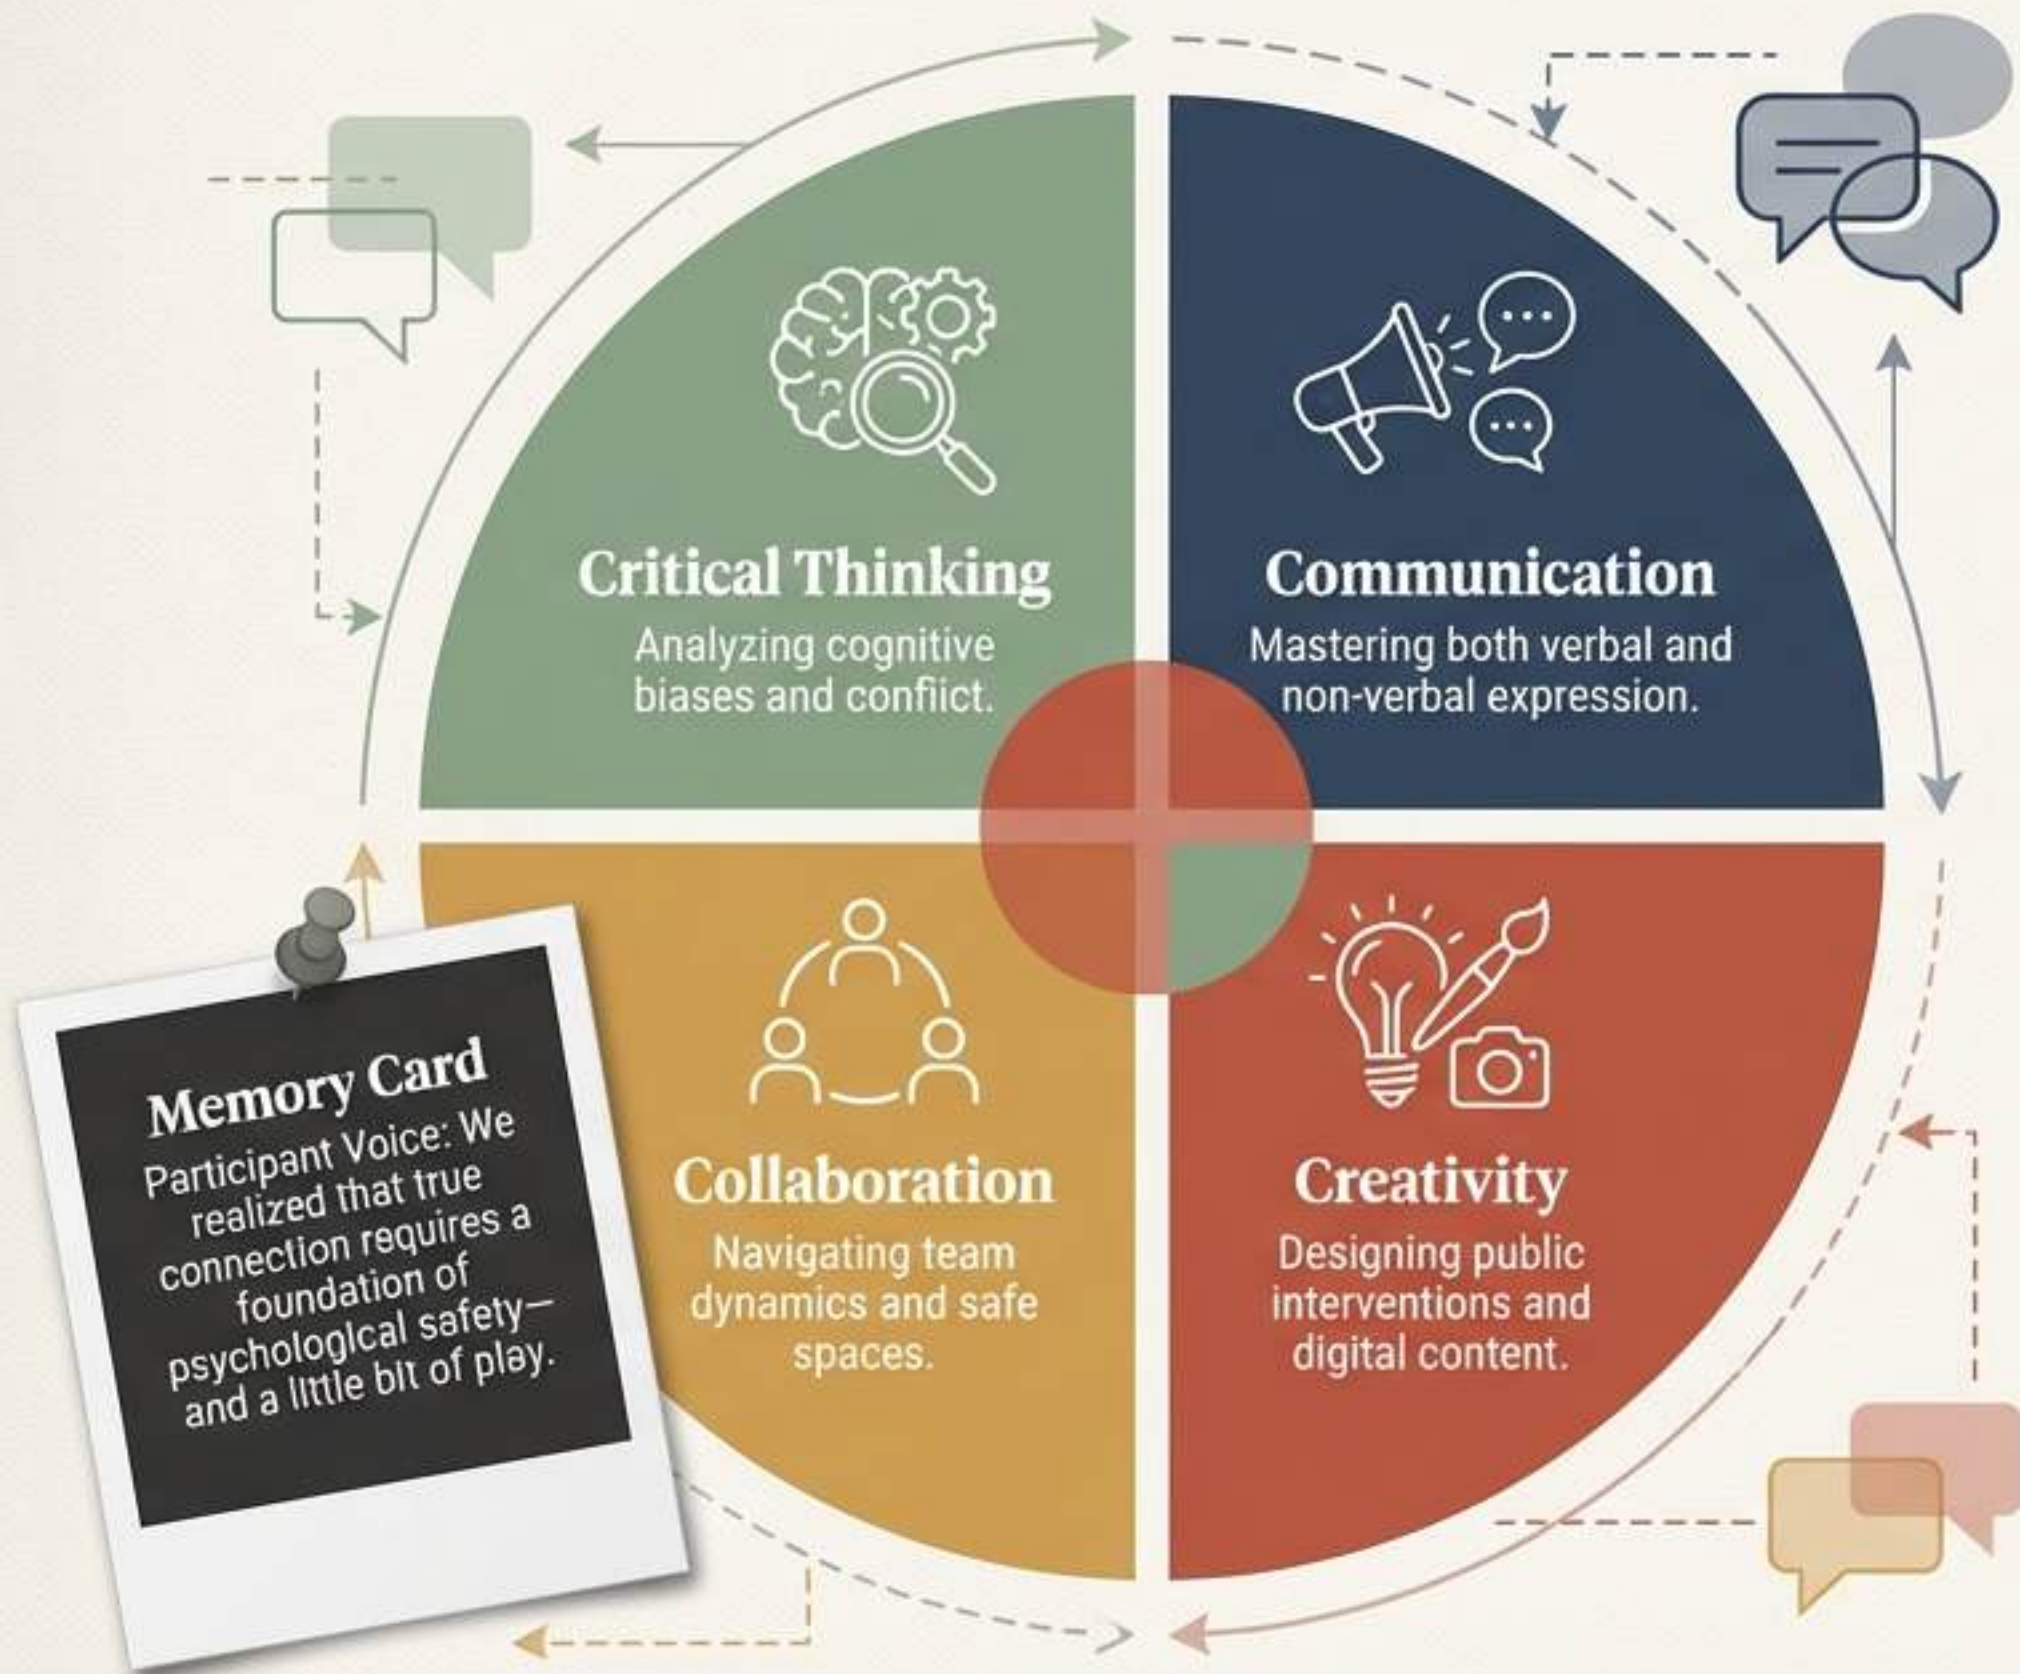 Critical Thinking
Analyzing cognitive
biases and confiict.
Communication
Mastering both verbal and
non-verbal expression.
Memory Card
Participant Voice: We
realized that true
connection requires a
foundation of
psychologlcal safety—
and a little bit of play.
Collaboration
Navigating team
dynamics and safe
spaces.
Creativity
Designing public
interventions and
digital content.